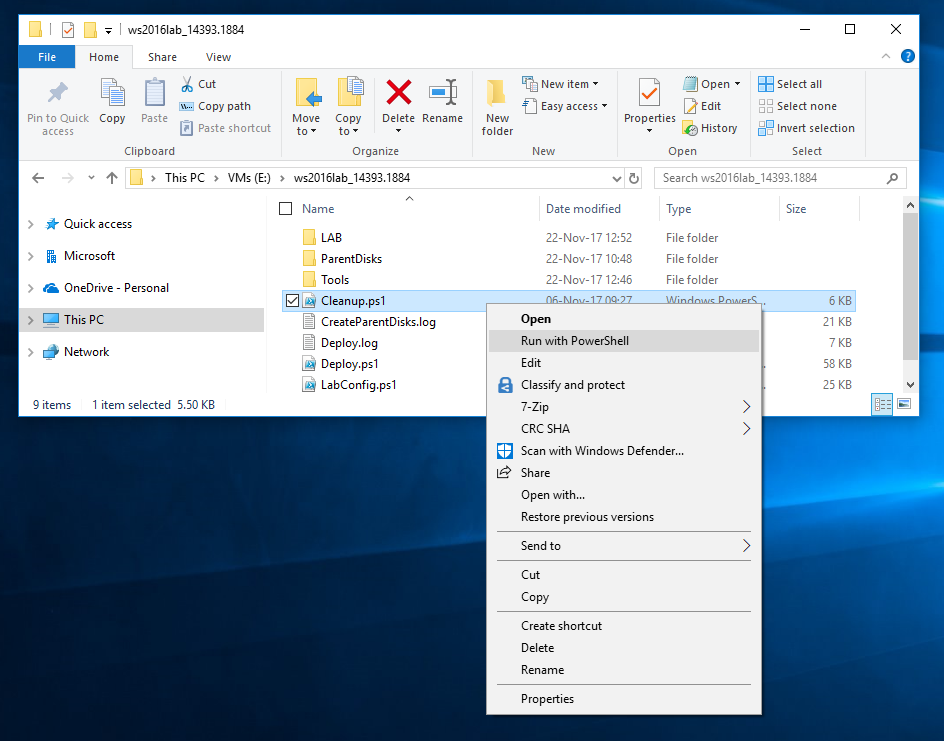 ws2016lab_14393.1884
File Home Share View
Pin to Quick access
Copy
Paste
Cut
Copy path
Paste shortcut
Clipboard
Move to
Copy to
Delete
Rename
Organize
New folder
New item
Easy access
New
Properties
Open
Edit
History
Open
Select all
Select none
Invert selection
Select
This PC VMs (E:) ws2016lab_14393.1884
Search ws2016lab_14393.1884
Quick access
Microsoft
OneDrive - Personal
This PC
Network
Name Date modified Type Size
LAB 22-Nov-17 12:52 File folder
ParentDisks 22-Nov-17 10:48 File folder
Tools 22-Nov-17 12:46 File folder
Cleanup.ps1 06-Nov-17 09:27 Windows PowerS... 6 KB
CreateParentDisks.log 21 KB
Deploy.log 7 KB
Deploy.ps1 58 KB
LabConfig.ps1 25 KB
9 items 1 item selected 5.50 KB
Open
Run with PowerShell
Edit
Classify and protect
7-Zip
CRC SHA
Scan with Windows Defender...
Share
Open with...
Restore previous versions
Send to
Cut
Copy
Create shortcut
Delete
Rename
Properties